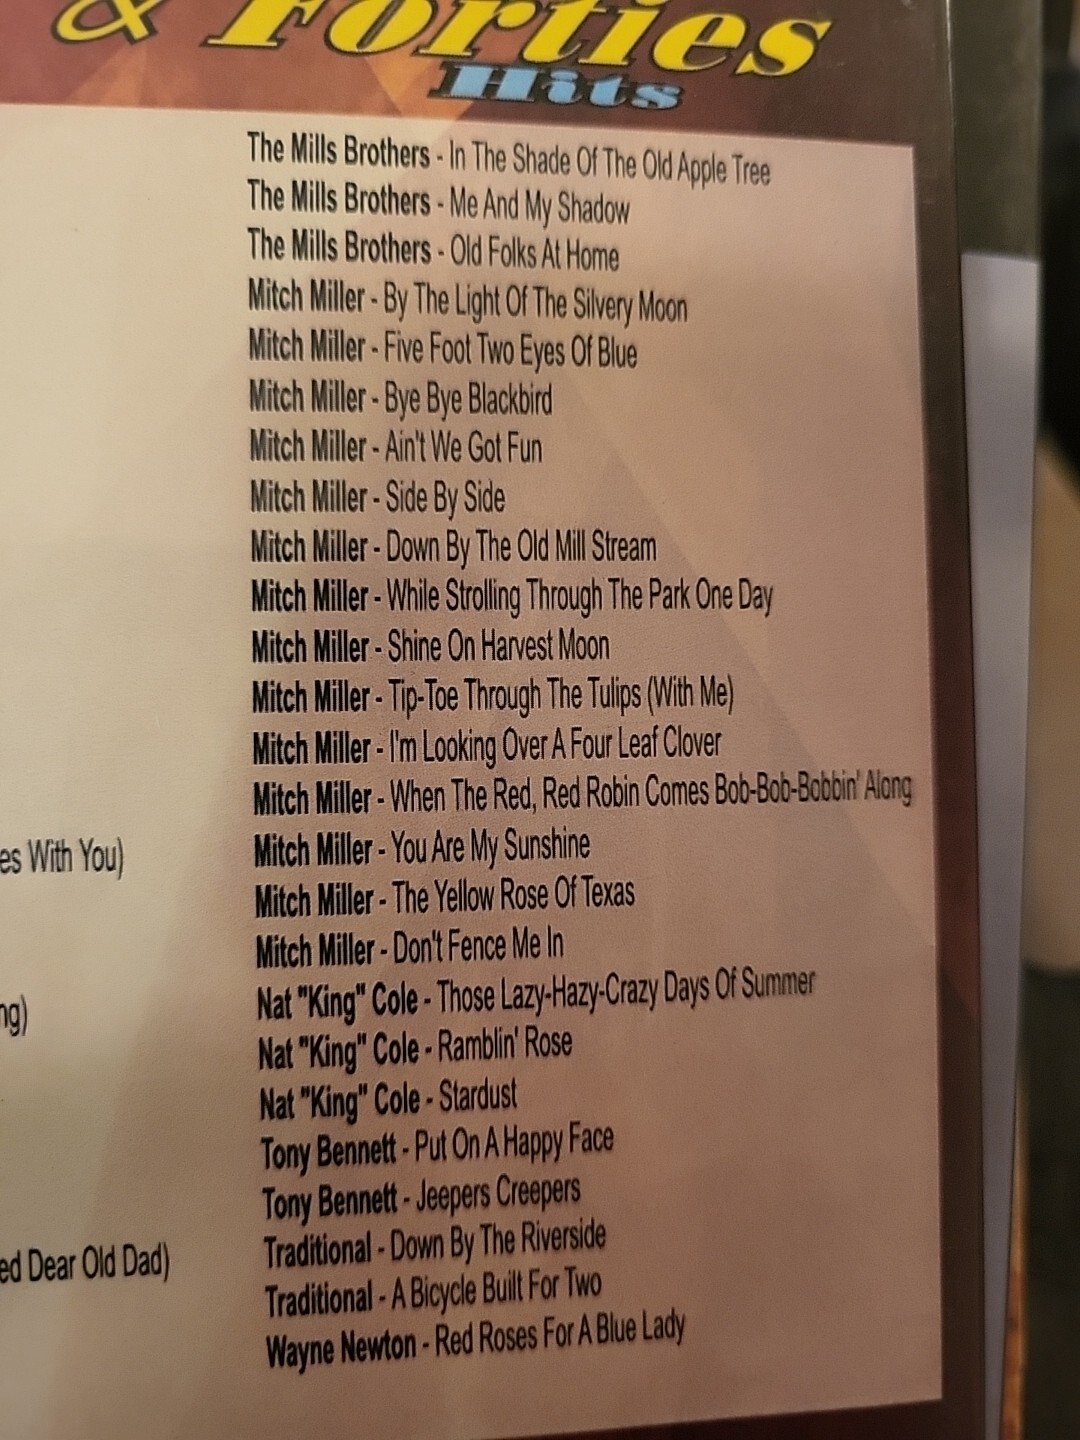 & Forties
Hits
The Mills Brothers - In The Shade Of The Old Apple Tree
The Mills Brothers - Me And My Shadow
The Mills Brothers - Old Folks At Home
Mitch Miller - By The Light Of The Silvery Moon
Mitch Miller - Five Foot Two Eyes Of Blue
Mitch Miller - Bye Bye Blackbird
Mitch Miller - Ain't We Got Fun
Mitch Miller - Side By Side
Mitch Miller - Down By The Old Mill Stream
Mitch Miller - While Strolling Through The Park One Day
Mitch Miller - Shine On Harvest Moon
Mitch Miller - Tip-Toe Through The Tulips (With Me)
Mitch Miller - I'm Looking Over A Four Leaf Clover
Mitch Miller - When The Red, Red Robin Comes Bob-Bob-Bobbin' Along
es With You)
Mitch Miller - You Are My Sunshine
Mitch Miller - The Yellow Rose Of Texas
Mitch Miller - Don't Fence Me In
Nat "King" Cole - Those Lazy-Hazy-Crazy Days Of Summer
ng)
Nat "King" Cole - Ramblin' Rose
Nat "King" Cole - Stardust
Tony Bennett - Put On A Happy Face
Tony Bennett - Jeepers Creepers
Traditional - Down By The Riverside
ed Dear Old Dad)
Traditional - A Bicycle Built For Two
Wayne Newton - Red Roses For A Blue Lady